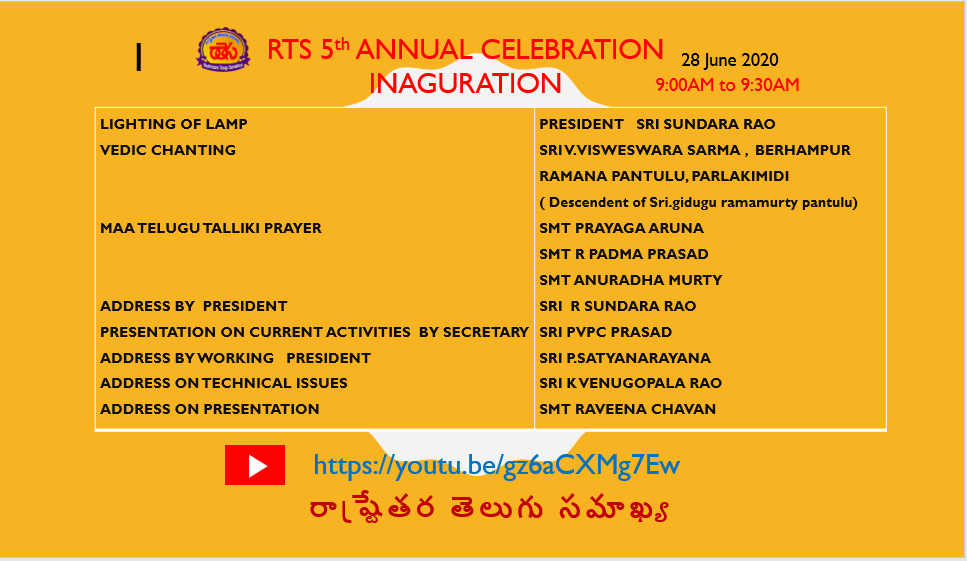 I
RTS 5th ANNUAL CELEBRATION
INAGURATION
28 June 2020
9:00AM to 9:30AM
LIGHTING OF LAMP PRESIDENT SRI SUNDARA RAO
VEDIC CHANTING SRI V.VISWESWARA SARMA , BERHAMPUR
RAMANA PANTULU, PARLAKIMIDI
( Descendent of Sri.gidugu ramamurty pantulu)
MAA TELUGU TALLIKI PRAYER SMT PRAYAGA ARUNA
SMT R PADMA PRASAD
SMT ANURADHA MURTY
ADDRESS BY PRESIDENT SRI R SUNDARA RAO
PRESENTATION ON CURRENT ACTIVITIES BY SECRETARY SRI PVPC PRASAD
ADDRESS BY WORKING PRESIDENT SRI P.SATYANARAYANA
ADDRESS ON TECHNICAL ISSUES SRI K VENUGOPALA RAO
ADDRESS ON PRESENTATION SMT RAVEENA CHAVAN
https://youtu.be/gz6aCXMg7Ew
రాష్ట్రేతర తెలుగు సమాఖ్య